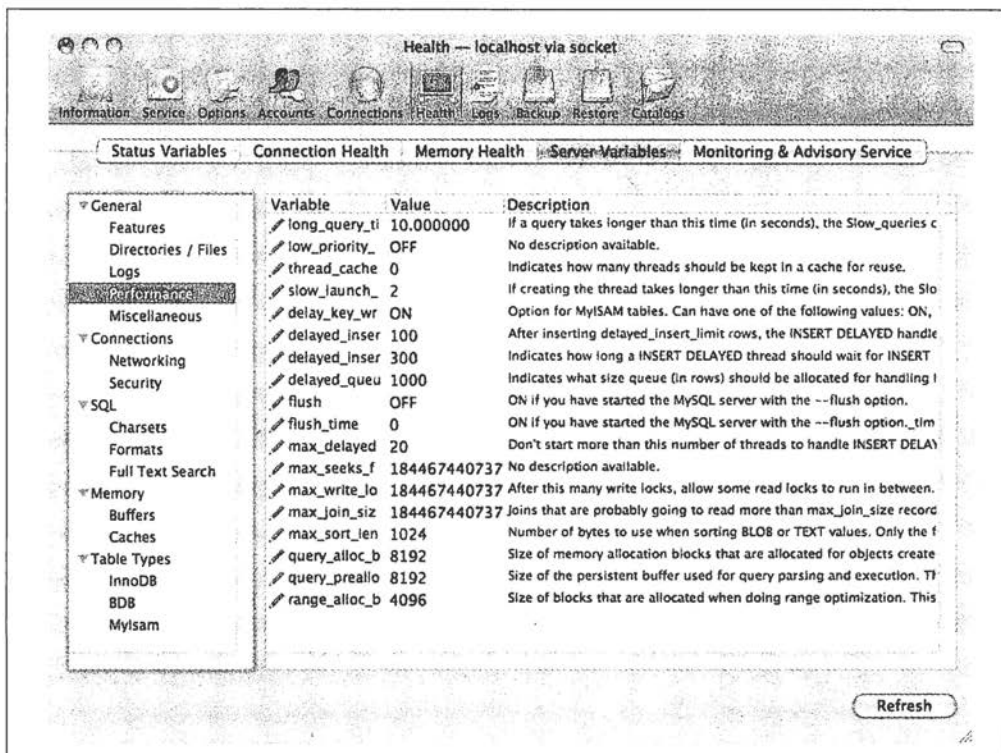 Health — localhost via socket
Information Service Options Accounts Connections Health Logs Backup Restore Catalogs
Status Variables Connection Health Memory Health Server Variables Monitoring & Advisory Service
General
Features
Directories / Files
Logs
Performance
Miscellaneous
Connections
Networking
Security
SQL
Charsets
Formats
Full Text Search
Memory
Buffers
Caches
Table Types
InnoDB
BDB
MyIsam
Variable Value Description
long_query_ti 10.000000 If a query takes longer than this time (in seconds), the Slow_queries c
low_priority_ OFF No description available.
thread_cache 0 Indicates how many threads should be kept in a cache for reuse.
slow_launch_ 2 If creating the thread takes longer than this time (in seconds), the Slo
delay_key_wr ON Option for MyISAM tables. Can have one of the following values: ON,
delayed_inser 100 After inserting delayed_insert_limit rows, the INSERT DELAYED handle
delayed_inser 300 Indicates how long a INSERT DELAYED thread should wait for INSERT
delayed_queu 1000 Indicates what size queue (in rows) should be allocated for handling I
flush OFF ON if you have started the MySQL server with the --flush option.
flush_time 0 ON if you have started the MySQL server with the --flush option._tim
max_delayed 20 Don't start more than this number of threads to handle INSERT DELAY
max_seeks_f 184467440737 No description available.
max_write_lo 184467440737 After this many write locks, allow some read locks to run in between.
max_join_siz 184467440737 Joins that are probably going to read more than max_join_size record
max_sort_len 1024 Number of bytes to use when sorting BLOB or TEXT values. Only the f
query_alloc_b 8192 Size of memory allocation blocks that are allocated for objects create
query_preallo 8192 Size of the persistent buffer used for query parsing and execution. Th
range_alloc_b 4096 Size of blocks that are allocated when doing range optimization. This
Refresh